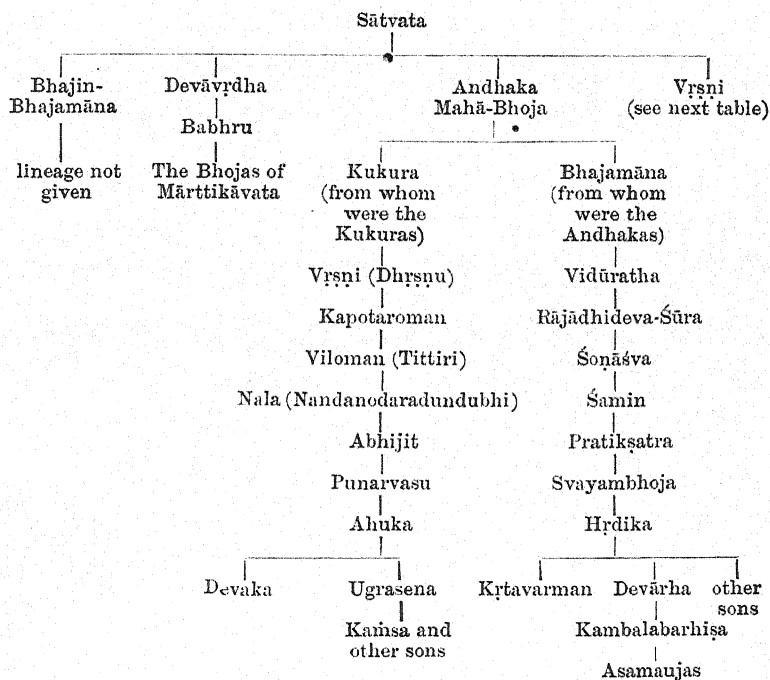 Sātvata
Bhajin- Devāvṛdha Andhaka Vṛṣṇi
Bhajamāna Mahā-Bhoja (see next table)
Babhru
lineage not The Bhojas of Kukura Bhajamāna
given Mārttikāvata (from whom (from whom
were the were the
Kukuras) Andhakas)
Vṛṣṇi (Dhṛṣṇu) Vidūratha
Kapotaroman Rājādhideva-Śūra
Viloman (Tittiri) Śoṇāśva
Nala (Nandanodaradundubhi) Śamin
Abhijit Pratikṣatra
Punarvasu Svayambhoja
Ahuka Hṛdika
Devaka Ugrasena Kṛtavarman Devārha other
sons
Kaṁsa and Kambalabarhiṣa
other sons
Asamaujas